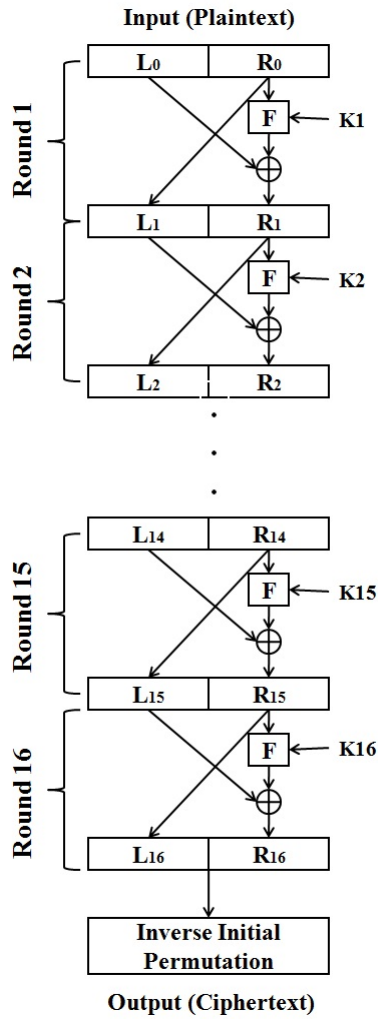 Input (Plaintext)
L0 R0
Round 1
F
K1
L1 R1
Round 2
F
K2
L2 R2
L14 R14
Round 15
F
K15
L15 R15
Round 16
F
K16
L16 R16
Inverse Initial
Permutation
Output (Ciphertext)